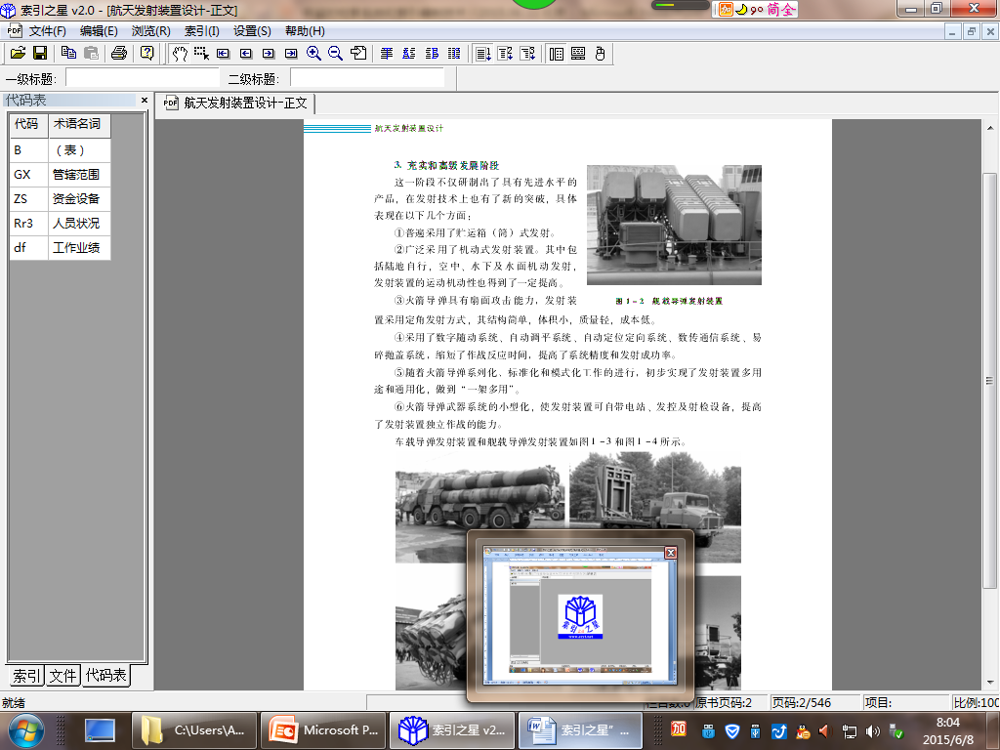 索引之星 v2.0 - [航天发射装置设计-正文]
加 9º 简 全
PDF 文件(F) 编辑(E) 浏览(R) 索引(I) 设置(S) 帮助(H)
一级标题: 二级标题:
代码表
PDF 航天发射装置设计-正文
代码 术语名词
B （表）
GX 管辖范围
ZS 资金设备
Rr3 人员状况
df 工作业绩
航天发射装置设计
3. 充实和高级发展阶段
这一阶段不仅研制出了具有先进水平的
产品，在发射技术上也有了新的突破，具体
表现在以下几个方面：
①普遍采用了贮运箱（筒）式发射。
②广泛采用了机动式发射装置。其中包
括陆地自行，空中、水下及水面机动发射，
发射装置的运动机动性也得到了一定提高。
③火箭导弹具有扇面攻击能力，发射装
图1-2 舰载导弹发射装置
置采用定角发射方式，其结构简单，体积小，质量轻，成本低。
④采用了数字随动系统、自动调平系统、自动定位定向系统、数传通信系统、易
碎抛盖系统，缩短了作战反应时间，提高了系统精度和发射成功率。
⑤随着火箭导弹系列化、标准化和模式化工作的进行，初步实现了发射装置多用
途和通用化，做到“一架多用”。
⑥火箭导弹武器系统的小型化，使发射装置可自带电站、发控及射检设备，提高
了发射装置独立作战的能力。
车载导弹发射装置和舰载导弹发射装置如图1-3和图1-4所示。
索引之星
索引 文件 代码表
就绪
原书页码:2 页码:2/546 项目: 比例:100
C:\Users\A... Microsoft P... 索引之星 v2... 索引之星”...
加
8:04
2015/6/8